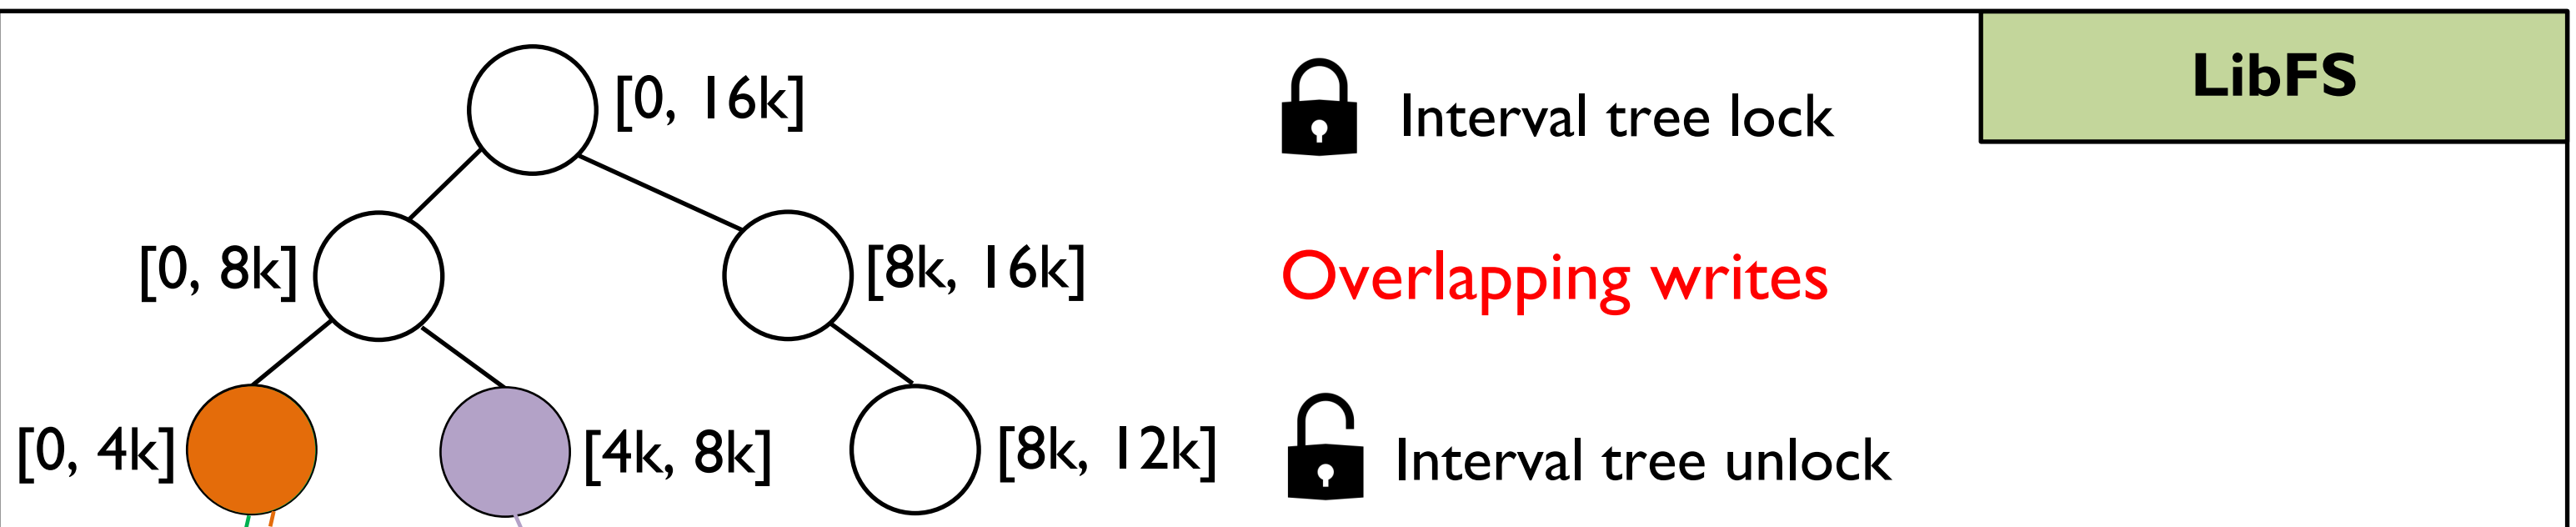 LibFS
[0, 16k]
Interval tree lock
[0, 8k]
[8k, 16k]
Overlapping writes
[0, 4k]
[4k, 8k]
[8k, 12k]
Interval tree unlock